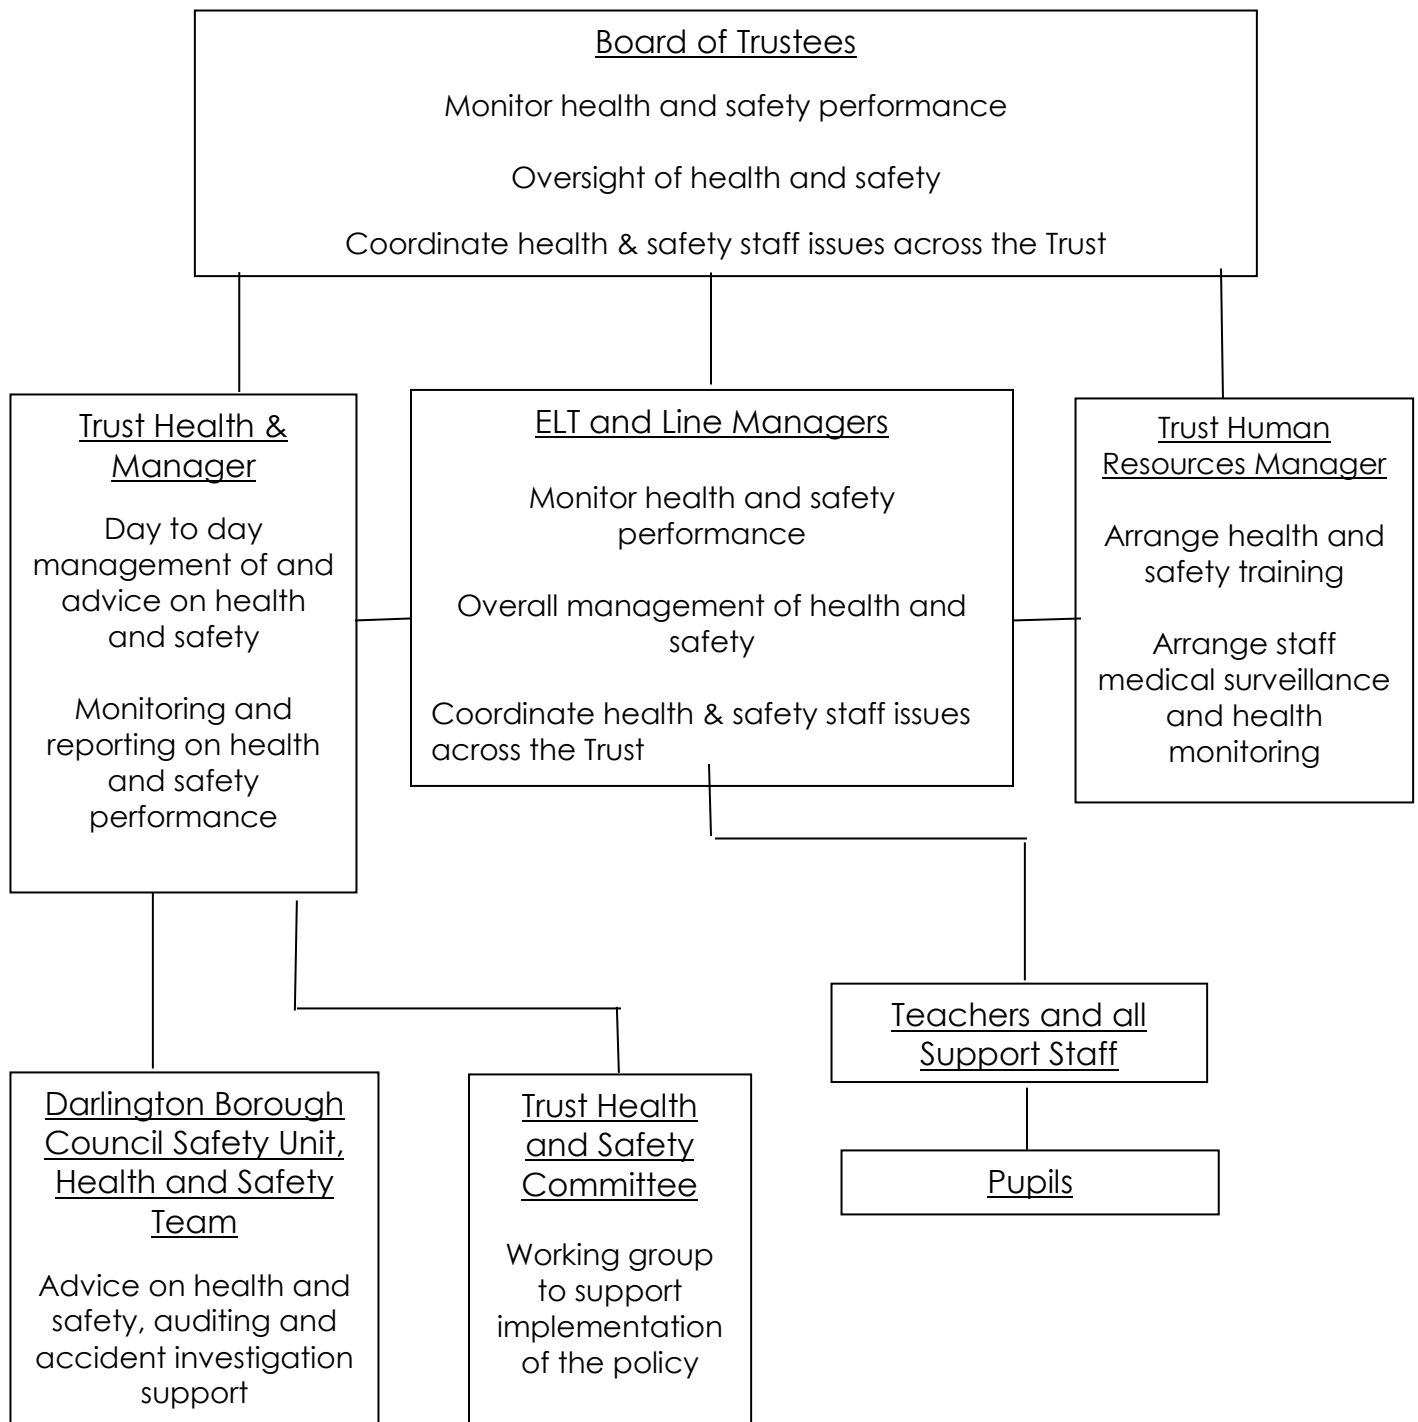 Board of Trustees
Monitor health and safety performance
Oversight of health and safety
Coordinate health & safety staff issues across the Trust
Trust Health &
Manager
Day to day
management of and
advice on health
and safety
Monitoring and
reporting on health
and safety
performance
ELT and Line Managers
Monitor health and safety
performance
Overall management of health and
safety
Coordinate health & safety staff issues
across the Trust
Trust Human
Resources Manager
Arrange health and
safety training
Arrange staff
medical surveillance
and health
monitoring
Teachers and all
Support Staff
Pupils
Darlington Borough
Council Safety Unit,
Health and Safety
Team
Advice on health and
safety, auditing and
accident investigation
support
Trust Health
and Safety
Committee
Working group
to support
implementation
of the policy